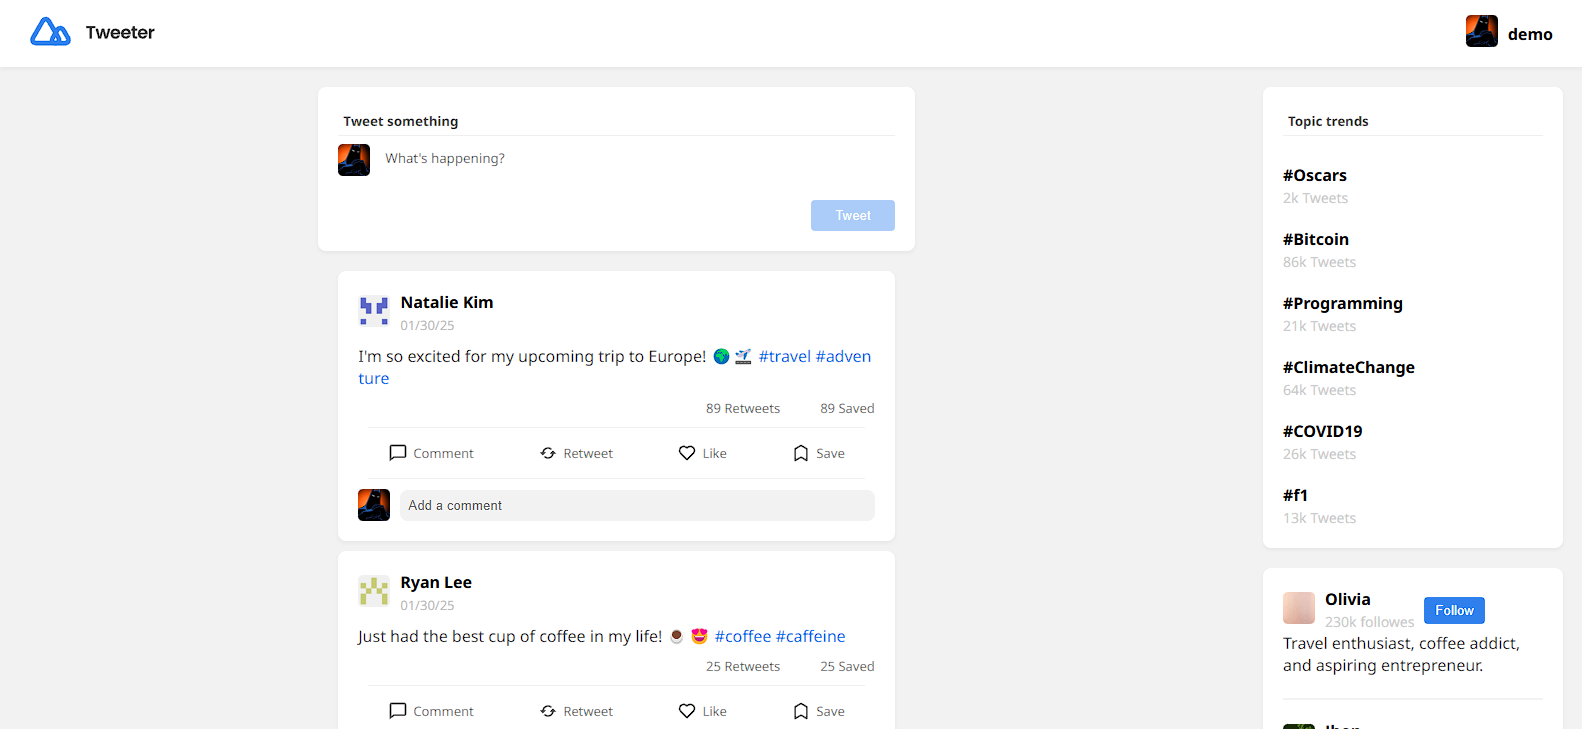 Tweeter
demo
Tweet something
What's happening?
Tweet
Natalie Kim
01/30/25
I'm so excited for my upcoming trip to Europe! 🌍 🛫 #travel #adven
ture
89 Retweets 89 Saved
Comment Retweet Like Save
Add a comment
Ryan Lee
01/30/25
Just had the best cup of coffee in my life! ☕ 😍 #coffee #caffeine
25 Retweets 25 Saved
Comment Retweet Like Save
Topic trends
#Oscars
2k Tweets
#Bitcoin
86k Tweets
#Programming
21k Tweets
#ClimateChange
64k Tweets
#COVID19
26k Tweets
#f1
13k Tweets
Olivia
230k followes
Follow
Travel enthusiast, coffee addict,
and aspiring entrepreneur.